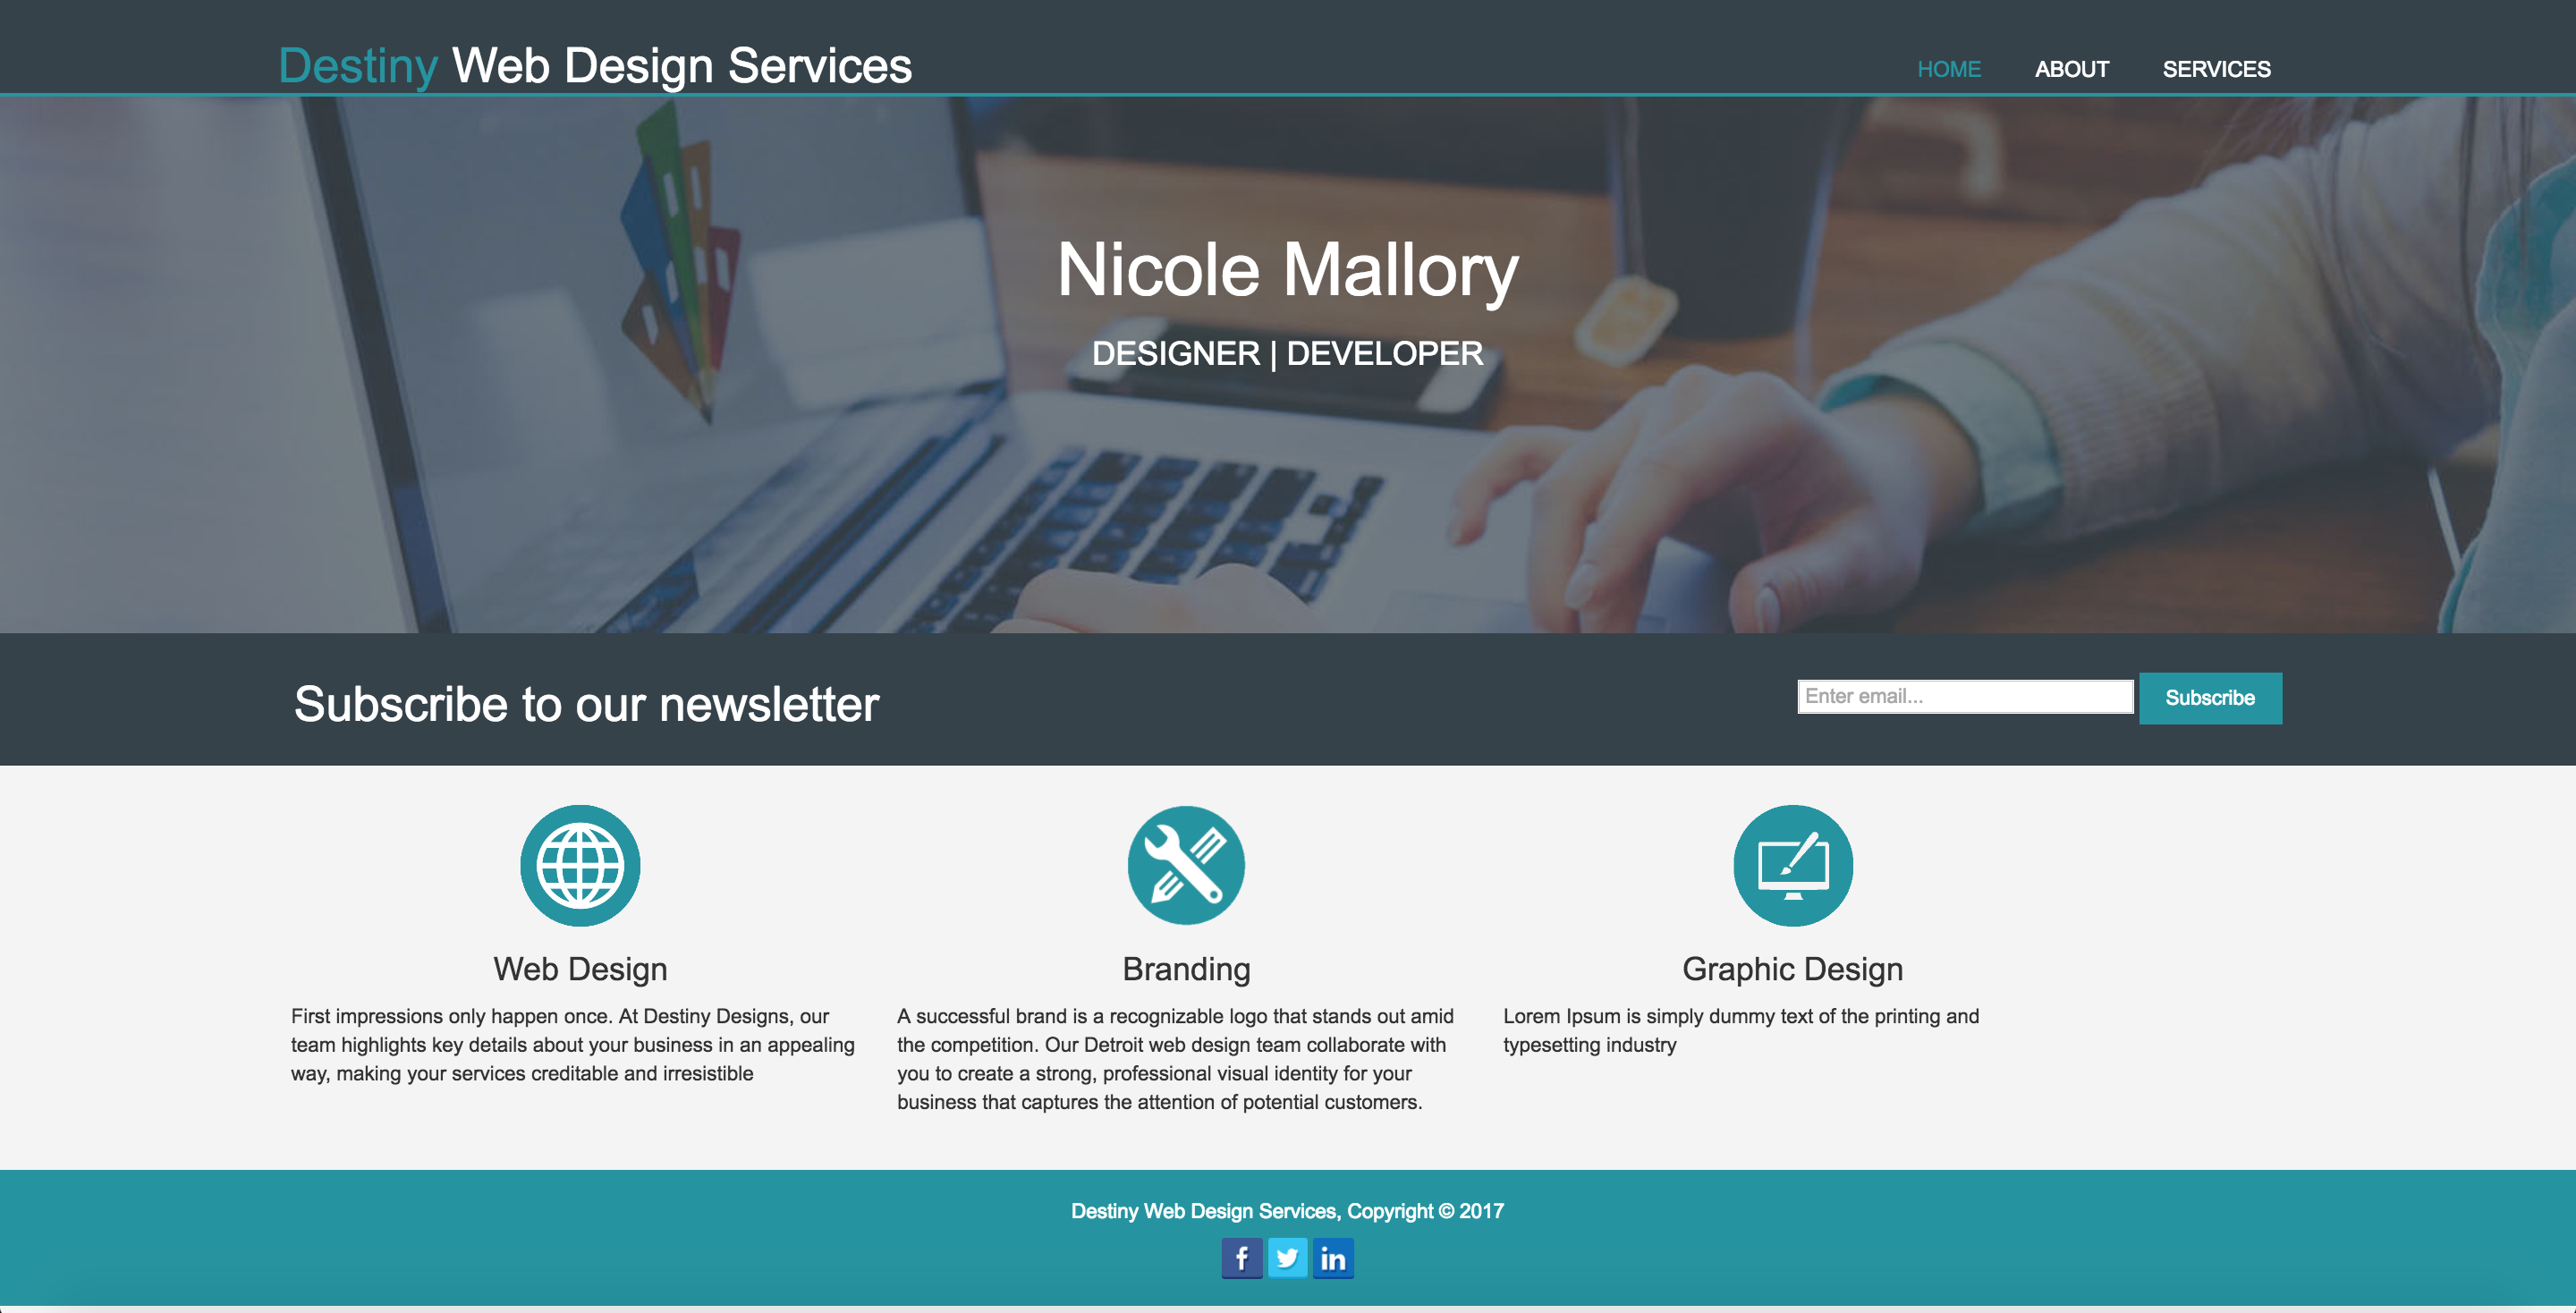 Destiny Web Design Services
HOME ABOUT SERVICES
Nicole Mallory
DESIGNER | DEVELOPER
Subscribe to our newsletter
Enter email...
Subscribe
Web Design
First impressions only happen once. At Destiny Designs, our
team highlights key details about your business in an appealing
way, making your services creditable and irresistible
Branding
A successful brand is a recognizable logo that stands out amid
the competition. Our Detroit web design team collaborate with
you to create a strong, professional visual identity for your
business that captures the attention of potential customers.
Graphic Design
Lorem Ipsum is simply dummy text of the printing and
typesetting industry
Destiny Web Design Services, Copyright © 2017
f in